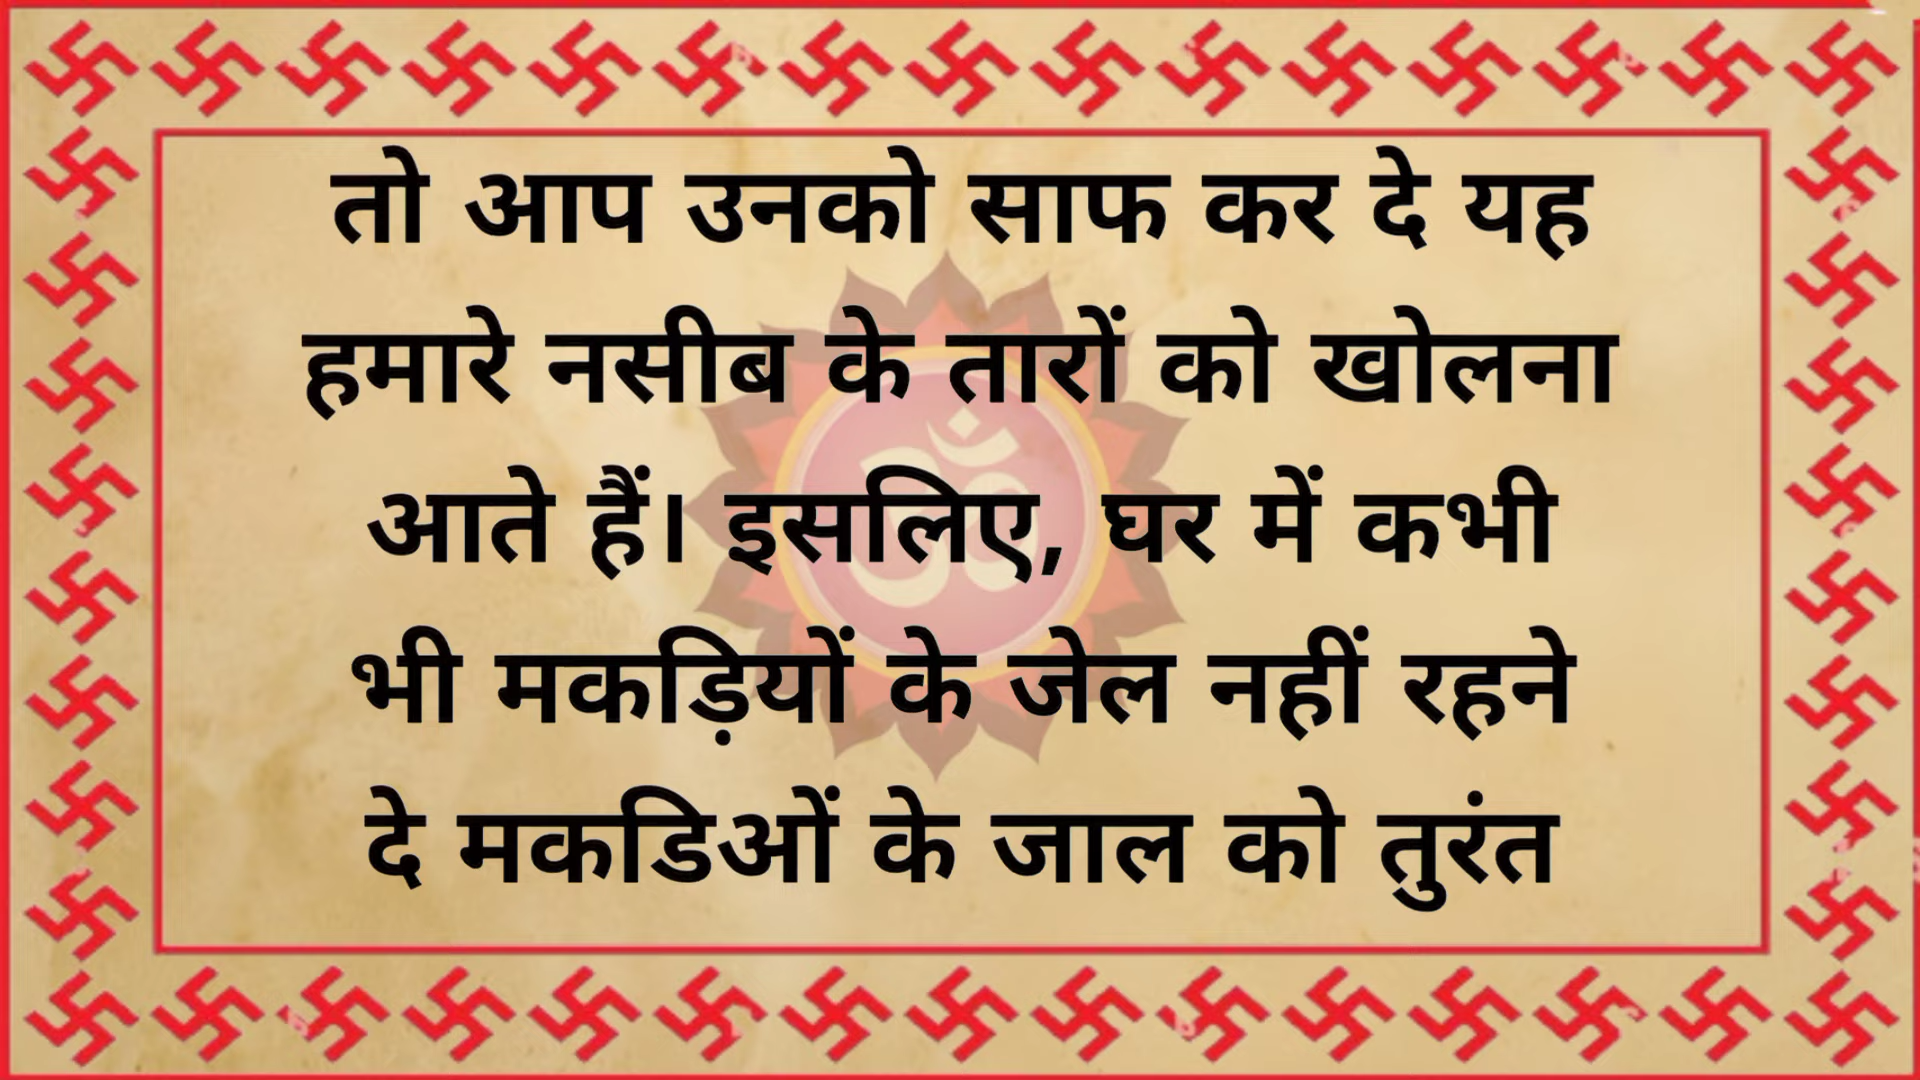 तो आप उनको साफ कर दे यह
हमारे नसीब के तारों को खोलना
आते हैं। इसलिए, घर में कभी
भी मकड़ियों के जेल नहीं रहने
दे मकडिओं के जाल को तुरंत
ॐ